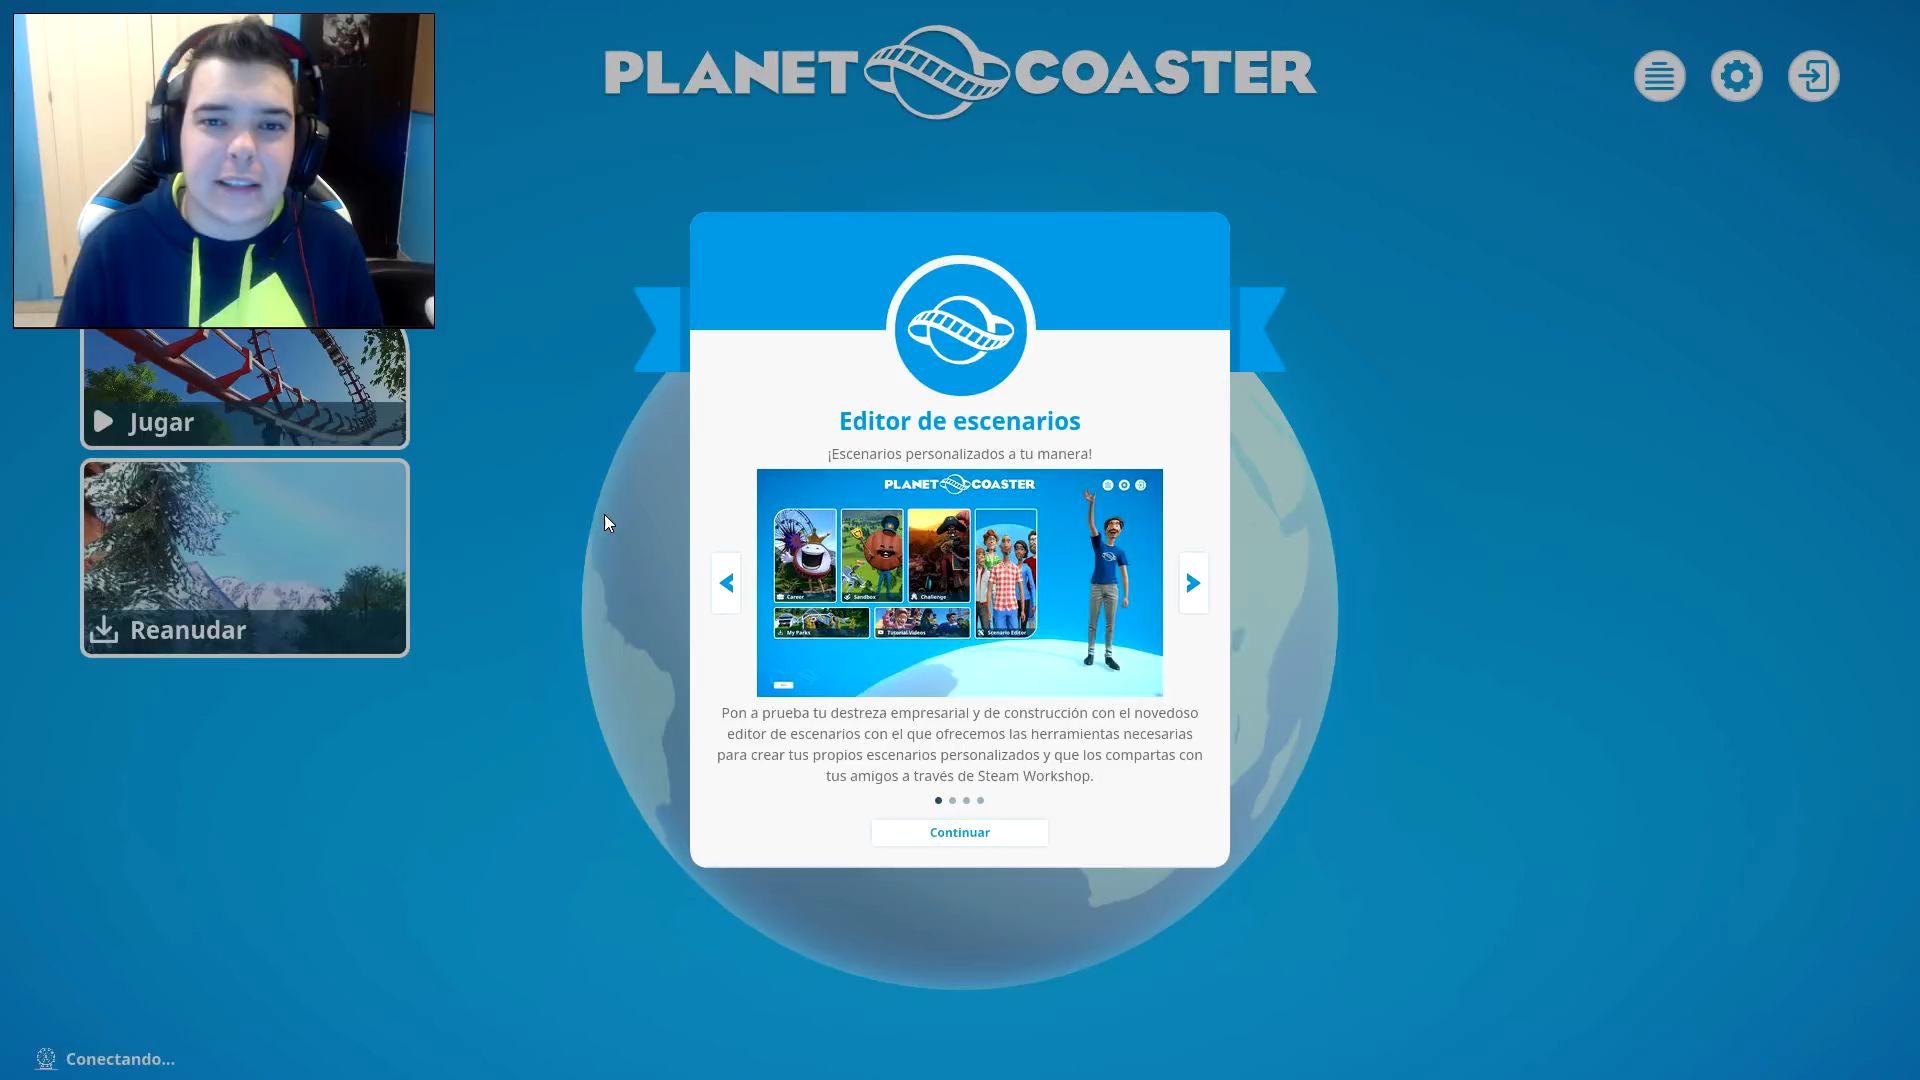 PLANET COASTER
Jugar
Reanudar
Editor de escenarios
¡Escenarios personalizados a tu manera!
PLANET COASTER
Career
Sandbox
Challenge
My Parks
Tutorial Videos
Scenario Editor
Pon a prueba tu destreza empresarial y de construcción con el novedoso
editor de escenarios con el que ofrecemos las herramientas necesarias
para crear tus propios escenarios personalizados y que los compartas con
tus amigos a través de Steam Workshop.
Continuar
Conectando...